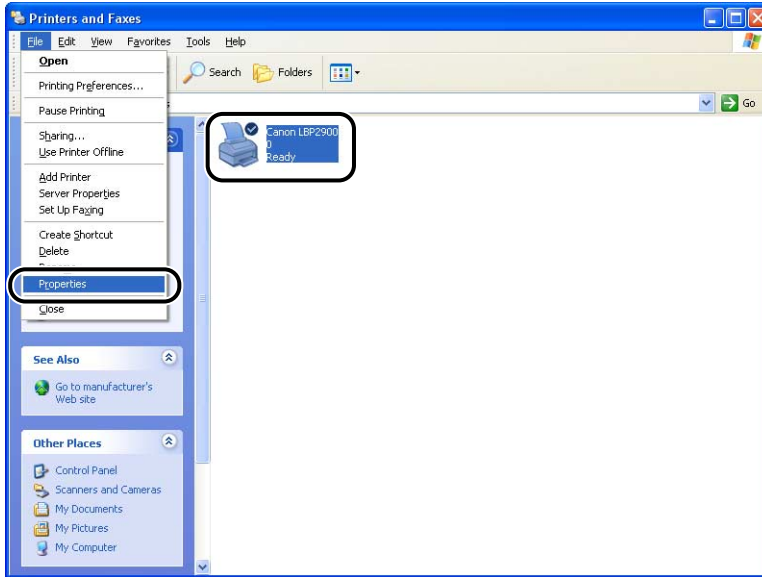 Printers and Faxes
File Edit View Favorites Tools Help
Open
Printing Preferences...
Pause Printing
Sharing...
Use Printer Offline
Add Printer
Server Properties
Set Up Faxing
Create Shortcut
Delete
Properties
Close
Search Folders
Go
Canon LBP2900
0
Ready
See Also
Go to manufacturer's
Web site
Other Places
Control Panel
Scanners and Cameras
My Documents
My Pictures
My Computer